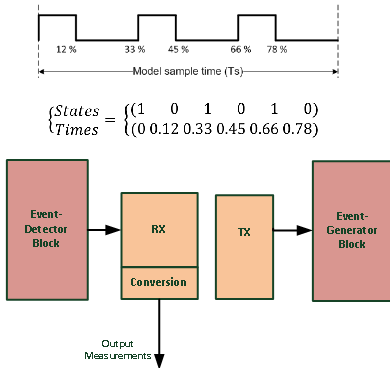 12 % 33 % 45 % 66 % 78 %
Model sample time (Ts)
{States = {(1 0 1 0 1 0)
{Times = {(0 0.12 0.33 0.45 0.66 0.78)
Event-
Detector
Block
RX
Conversion
TX
Event-
Generator
Block
Output
Measurements